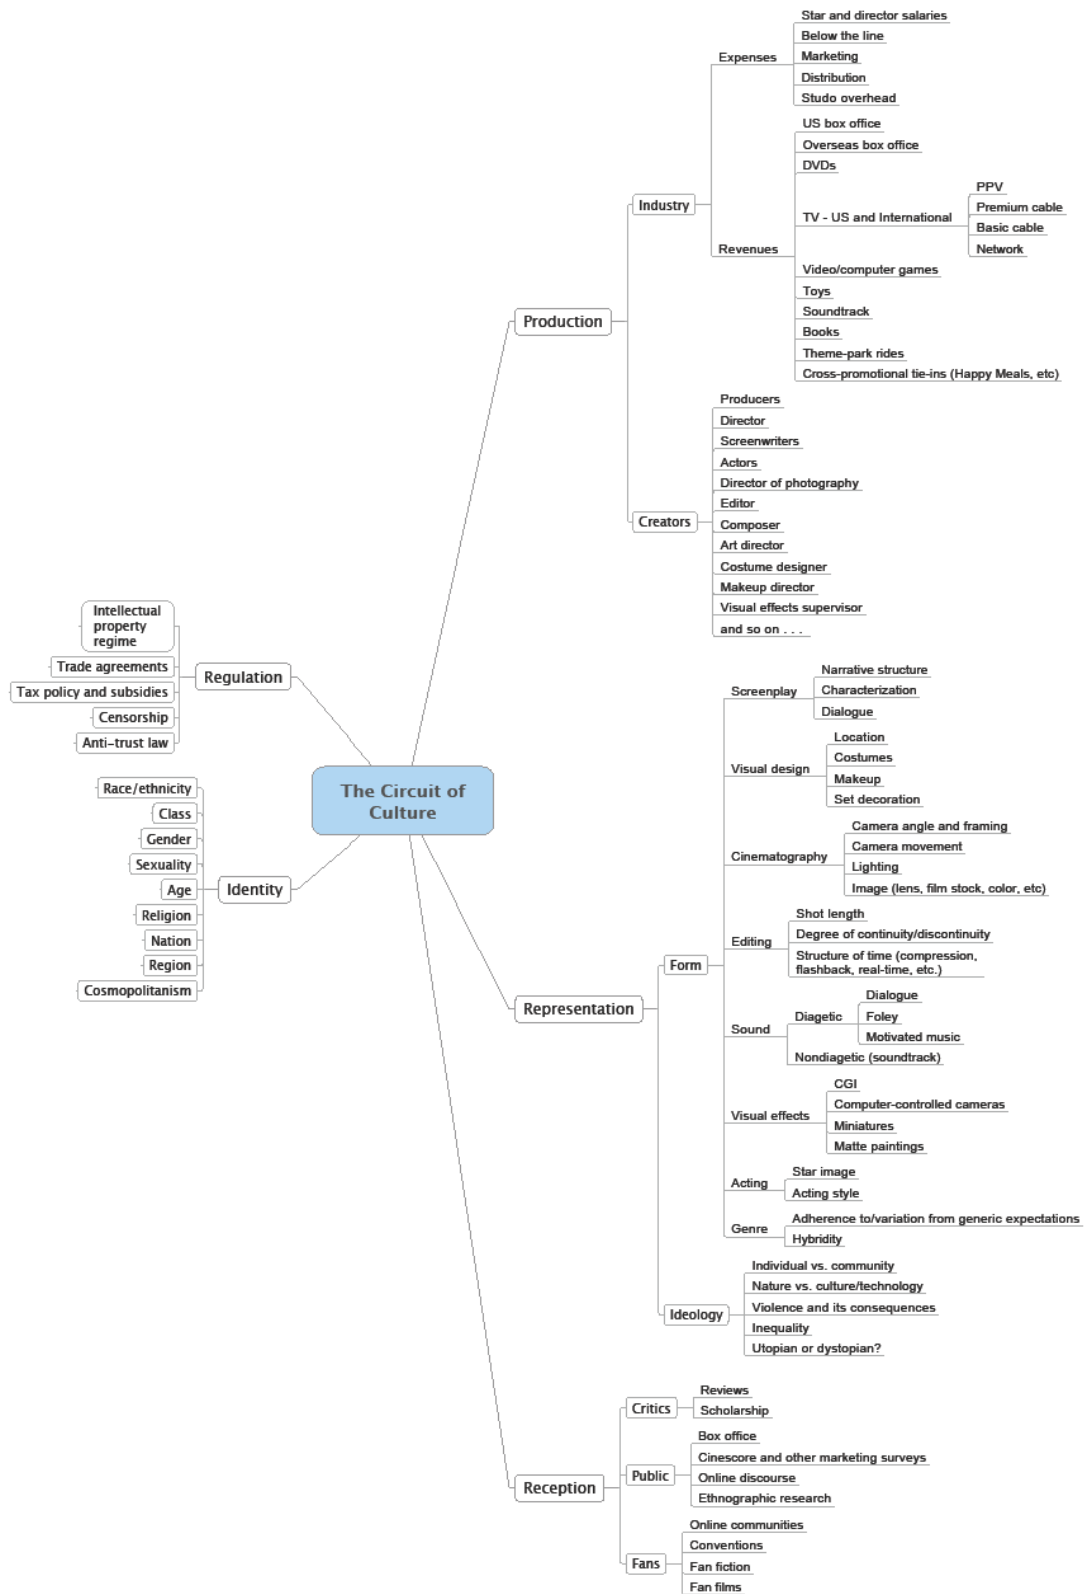 Star and director salaries
Below the line
Expenses
Marketing
Distribution
Studo overhead
US box office
Overseas box office
DVDs
PPV
Industry
Premium cable
TV - US and International
Basic cable
Revenues
Network
Video/computer games
Toys
Production
Soundtrack
Books
Theme-park rides
Cross-promotional tie-ins (Happy Meals, etc)
Producers
Director
Screenwriters
Actors
Director of photography
Editor
Creators
Composer
Art director
Costume designer
Makeup director
Visual effects supervisor
and so on . . .
Intellectual
property
regime
Trade agreements
Regulation
Tax policy and subsidies
Censorship
Anti-trust law
Race/ethnicity
Class
Gender
Sexuality
Age
Identity
Religion
Nation
Region
Cosmopolitanism
The Circuit of
Culture
Narrative structure
Screenplay
Characterization
Dialogue
Location
Visual design
Costumes
Makeup
Set decoration
Camera angle and framing
Cinematography
Camera movement
Lighting
Image (lens, film stock, color, etc)
Shot length
Editing
Degree of continuity/discontinuity
Structure of time (compression,
flashback, real-time, etc.)
Form
Representation
Dialogue
Sound
Diagetic
Foley
Motivated music
Nondiagetic (soundtrack)
CGI
Visual effects
Computer-controlled cameras
Miniatures
Matte paintings
Acting
Star image
Acting style
Genre
Adherence to/variation from generic expectations
Hybridity
Individual vs. community
Nature vs. culture/technology
Ideology
Violence and its consequences
Inequality
Utopian or dystopian?
Reviews
Critics
Scholarship
Box office
Cinescore and other marketing surveys
Reception
Public
Online discourse
Ethnographic research
Online communities
Conventions
Fans
Fan fiction
Fan films